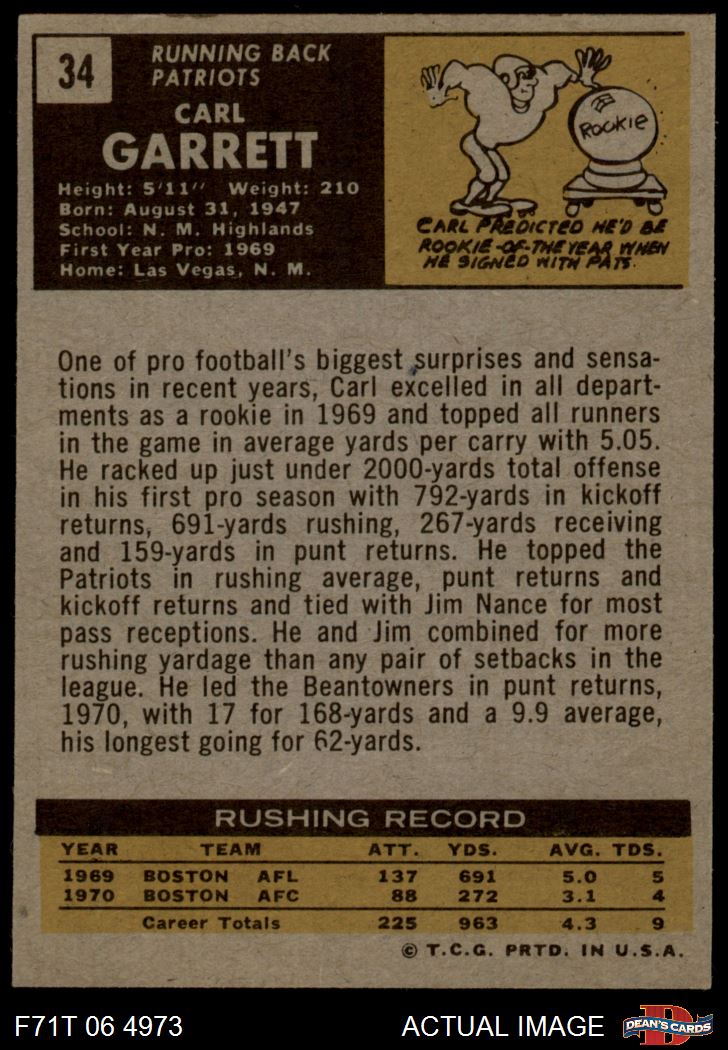 34
RUNNING BACK
PATRIOTS
CARL
GARRETT
Height: 5'11" Weight: 210
Born: August 31, 1947
School: N. M. Highlands
First Year Pro: 1969
Home: Las Vegas, N. M.
ROOKIE
CARL PREDICTED HE'D BE
ROOKIE-OF-THE YEAR WHEN
HE SIGNED WITH PATS.
One of pro football's biggest surprises and sensa-
tions in recent years, Carl excelled in all depart-
ments as a rookie in 1969 and topped all runners
in the game in average yards per carry with 5.05.
He racked up just under 2000-yards total offense
in his first pro season with 792-yards in kickoff
returns, 691-yards rushing, 267-yards receiving
and 159-yards in punt returns. He topped the
Patriots in rushing average, punt returns and
kickoff returns and tied with Jim Nance for most
pass receptions. He and Jim combined for more
rushing yardage than any pair of setbacks in the
league. He led the Beantowners in punt returns,
1970, with 17 for 168-yards and a 9.9 average,
his longest going for 62-yards.
RUSHING RECORD
YEAR TEAM ATT. YDS. AVG. TDS.
1969 BOSTON AFL 137 691 5.0 5
1970 BOSTON AFC 88 272 3.1 4
Career Totals 225 963 4.3 9
© T.C.G. PRTD. IN U.S.A.
F71T 06 4973 ACTUAL IMAGE D DEAN'S CARDS